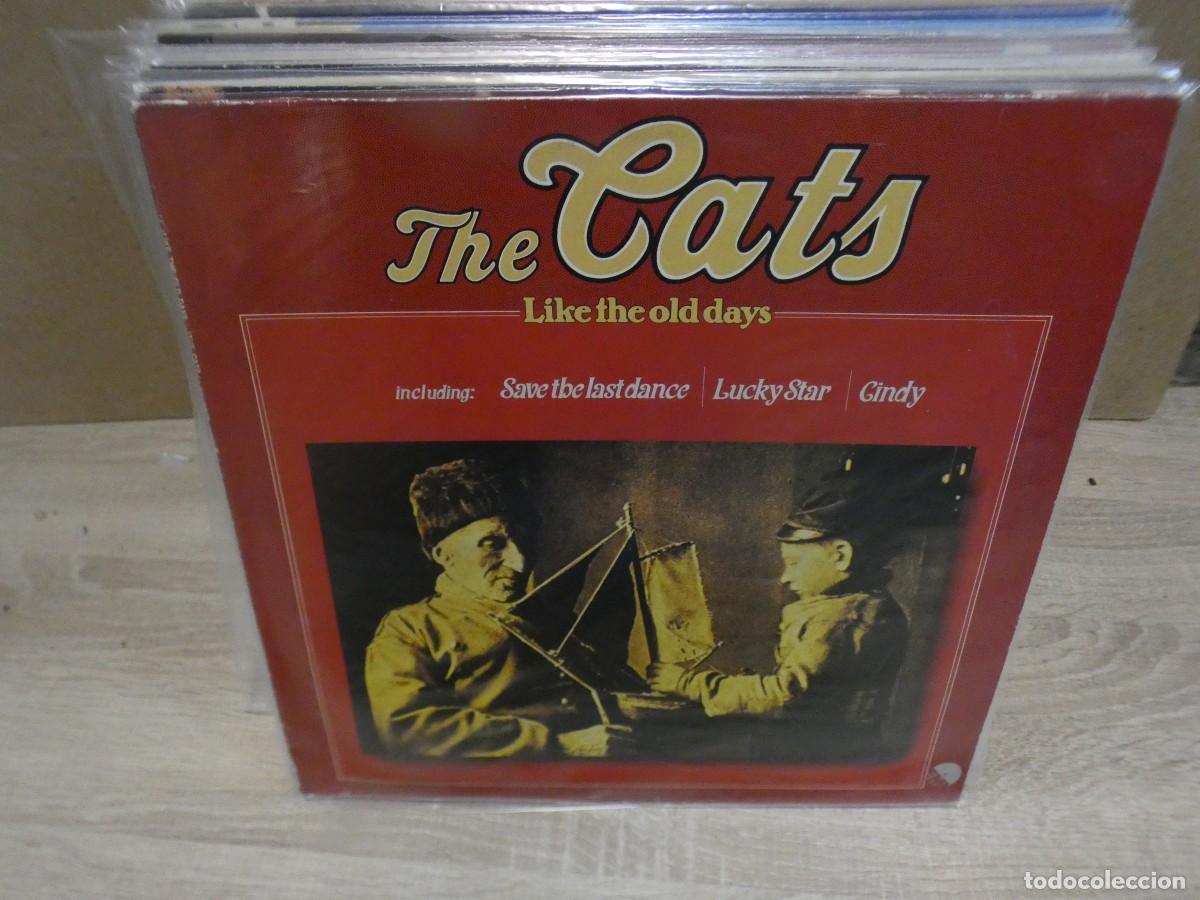 The Cats
Like the old days
including: Save the last dance Lucky Star Cindy
todocoleccion